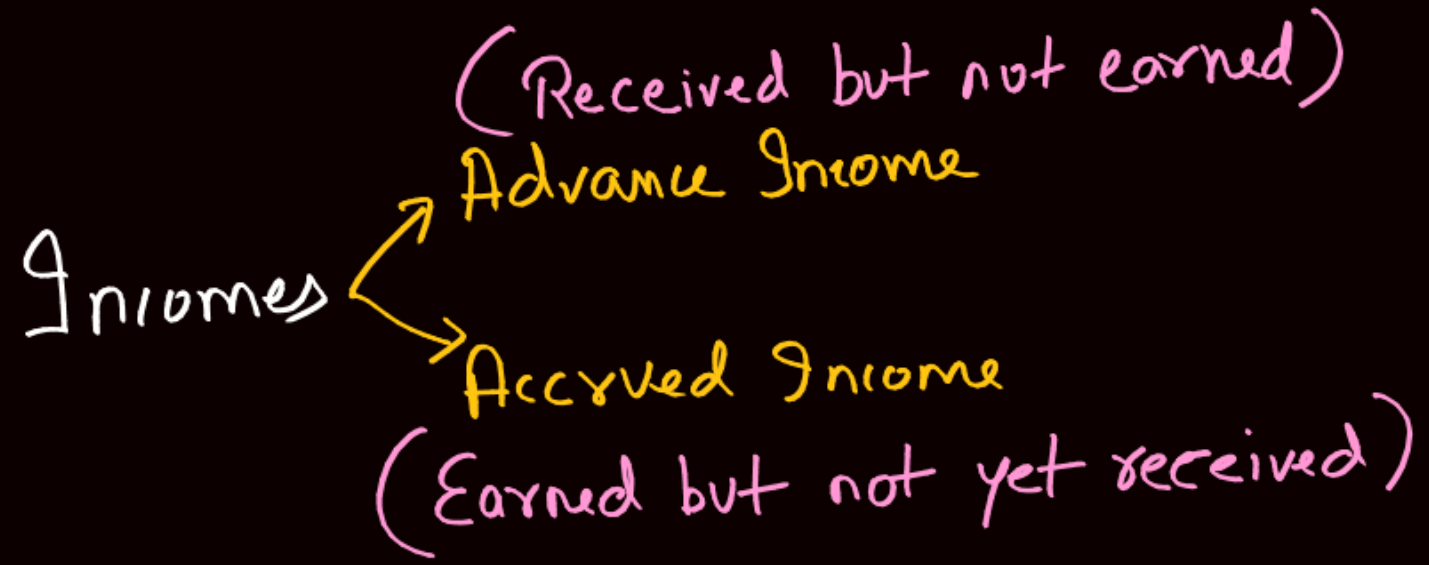 (Received but not earned)
Advance Income
Incomes
Accrued Income
(Earned but not yet received)